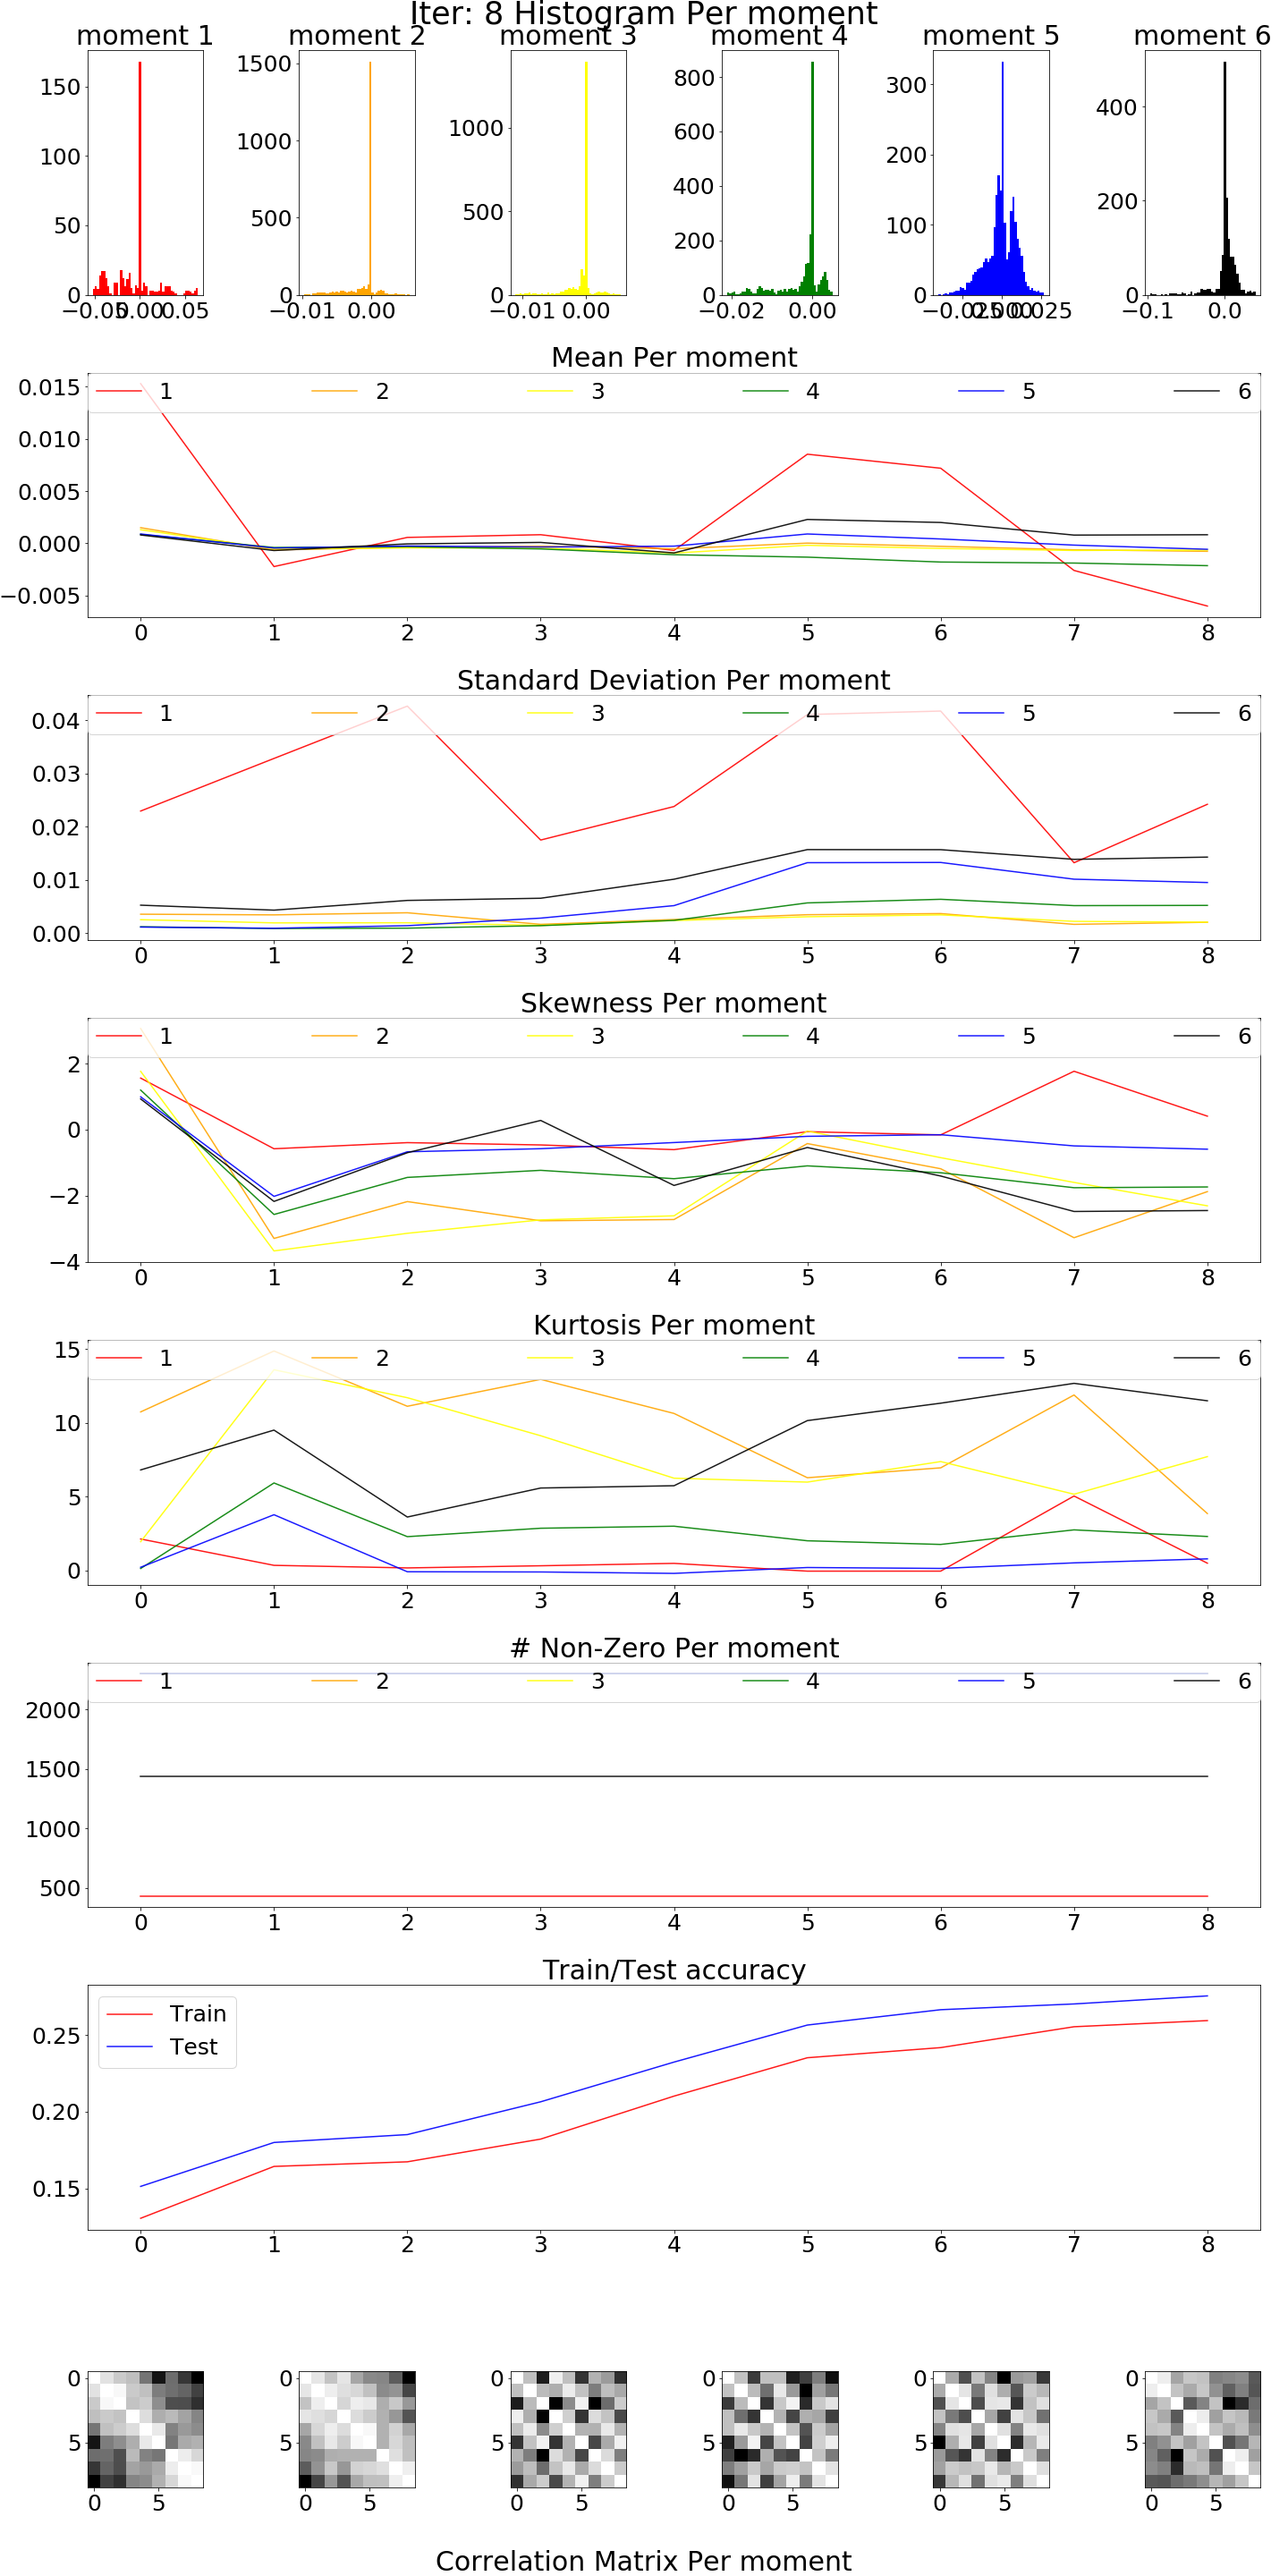 Iter: 8 Histogram Per moment
moment 1 moment 2 moment 3 moment 4 moment 5 moment 6
150 100 50 0
1500 1000 500 0
1000 500 0
800 600 400 200 0
300 200 100 0
400 200 0
−0.05 0.00 0.05 −0.01 0.00 −0.01 0.00 −0.02 0.00 −0.025 0.000 0.025 −0.1 0.0
Mean Per moment
1 2 3 4 5 6
0.015
0.010
0.005
0.000
−0.005
0 1 2 3 4 5 6 7 8
Standard Deviation Per moment
1 2 3 4 5 6
0.04
0.03
0.02
0.01
0.00
0 1 2 3 4 5 6 7 8
Skewness Per moment
1 2 3 4 5 6
2
0
−2
−4
0 1 2 3 4 5 6 7 8
Kurtosis Per moment
1 2 3 4 5 6
15
10
5
0
0 1 2 3 4 5 6 7 8
# Non-Zero Per moment
1 2 3 4 5 6
2000
1500
1000
500
0 1 2 3 4 5 6 7 8
Train/Test accuracy
Train
Test
0.25
0.20
0.15
0 1 2 3 4 5 6 7 8
0 0 0 0 0 0
5 5 5 5 5 5
0 5 0 5 0 5 0 5 0 5 0 5
Correlation Matrix Per moment